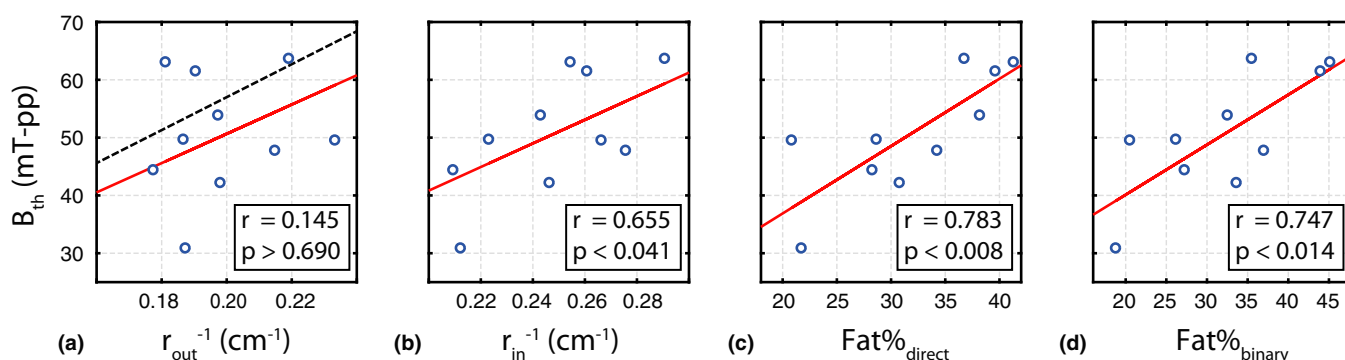 B_th (mT-pp)
70
60
50
40
30
r = 0.145
p > 0.690
0.18 0.20 0.22
(a) r_out^-1 (cm^-1)
r = 0.655
p < 0.041
0.22 0.24 0.26 0.28
(b) r_in^-1 (cm^-1)
r = 0.783
p < 0.008
20 25 30 35 40
(c) Fat%_direct
r = 0.747
p < 0.014
20 25 30 35 40 45
(d) Fat%_binary